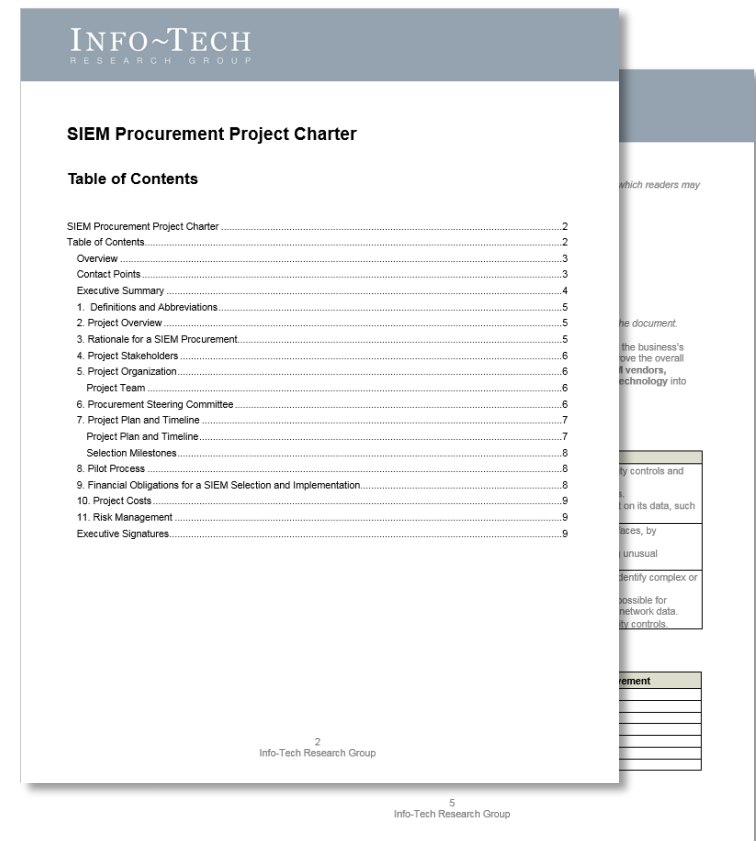 INFO~TECH
RESEARCH GROUP
SIEM Procurement Project Charter
Table of Contents
SIEM Procurement Project Charter ..........2
Table of Contents..........2
Overview ..........3
Contact Points..........3
Executive Summary ..........4
1.  Definitions and Abbreviations..........5
2. Project Overview ..........5
3. Rationale for a SIEM Procurement..........5
4. Project Stakeholders ..........6
5. Project Organization..........6
Project Team ..........6
6. Procurement Steering Committee..........6
7. Project Plan and Timeline ..........7
Project Plan and Timeline..........7
Selection Milestones..........8
8. Pilot Process ..........8
9. Financial Obligations for a SIEM Selection and Implementation..........8
10. Project Costs..........9
11. Risk Management ..........9
Executive Signatures..........9
2
Info-Tech Research Group
which readers may
the document.
the business's
overall
vendors,
into
controls and
on its data, such
by
unusual
identify complex or
possible for
network data.
controls.
5
Info-Tech Research Group